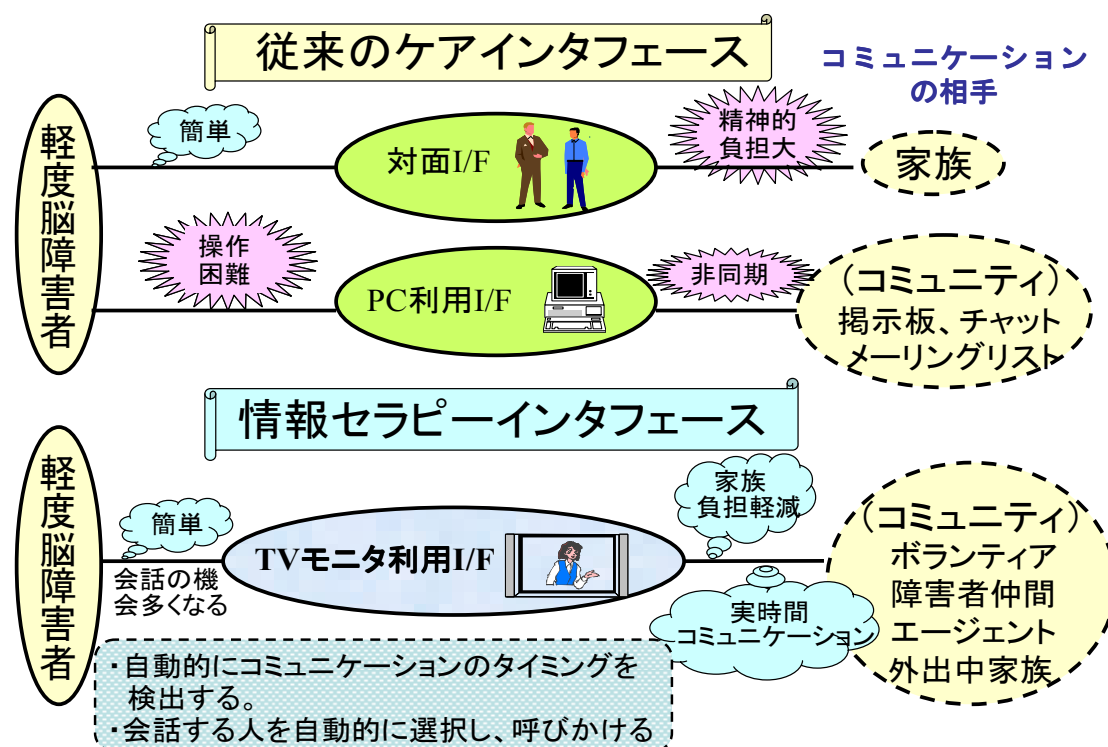 従来のケアインタフェース
コミュニケーション
の相手
軽度脳障害者
簡単
対面I/F
精神的
負担大
家族
操作
困難
PC利用I/F
非同期
(コミュニティ)
掲示板、チャット
メーリングリスト
情報セラピーインタフェース
軽度脳障害者
簡単
会話の機
会多くなる
TVモニタ利用I/F
家族
負担軽減
実時間
コミュニケーション
(コミュニティ)
ボランティア
障害者仲間
エージェント
外出中家族
・自動的にコミュニケーションのタイミングを
検出する。
・会話する人を自動的に選択し、呼びかける